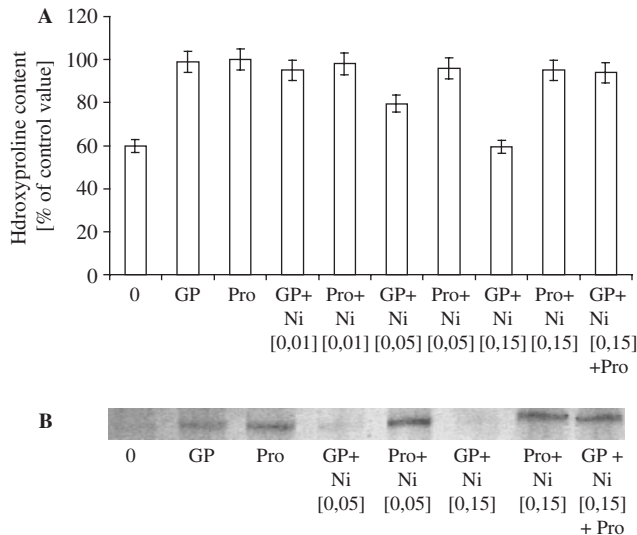 A
Hdroxyproline content
[% of control value]
120
100
80
60
40
20
0
0 GP Pro GP+ Pro+ GP+ Pro+ GP+ Pro+ GP+
Ni Ni Ni Ni Ni Ni Ni
[0,01] [0,01] [0,05] [0,05] [0,15] [0,15] [0,15]
+Pro
B
0 GP Pro GP+ Pro+ GP+ Pro+ GP +
Ni Ni Ni Ni Ni
[0,05] [0,05] [0,15] [0,15] [0,15]
+ Pro